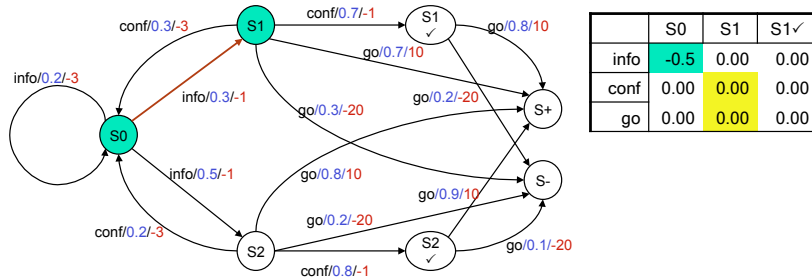 S1
conf/0.7/-1
S1
✓
go/0.8/10
conf/0.3/-3
go/0.7/10
info/0.2/-3
info/0.3/-1
go/0.3/-20
go/0.2/-20
S+
S0
info/0.5/-1
go/0.8/10
go/0.9/10
S-
conf/0.2/-3
go/0.2/-20
S2
S2
✓
go/0.1/-20
conf/0.8/-1
S0 S1 S1✓
info -0.5 0.00 0.00
conf 0.00 0.00 0.00
go 0.00 0.00 0.00